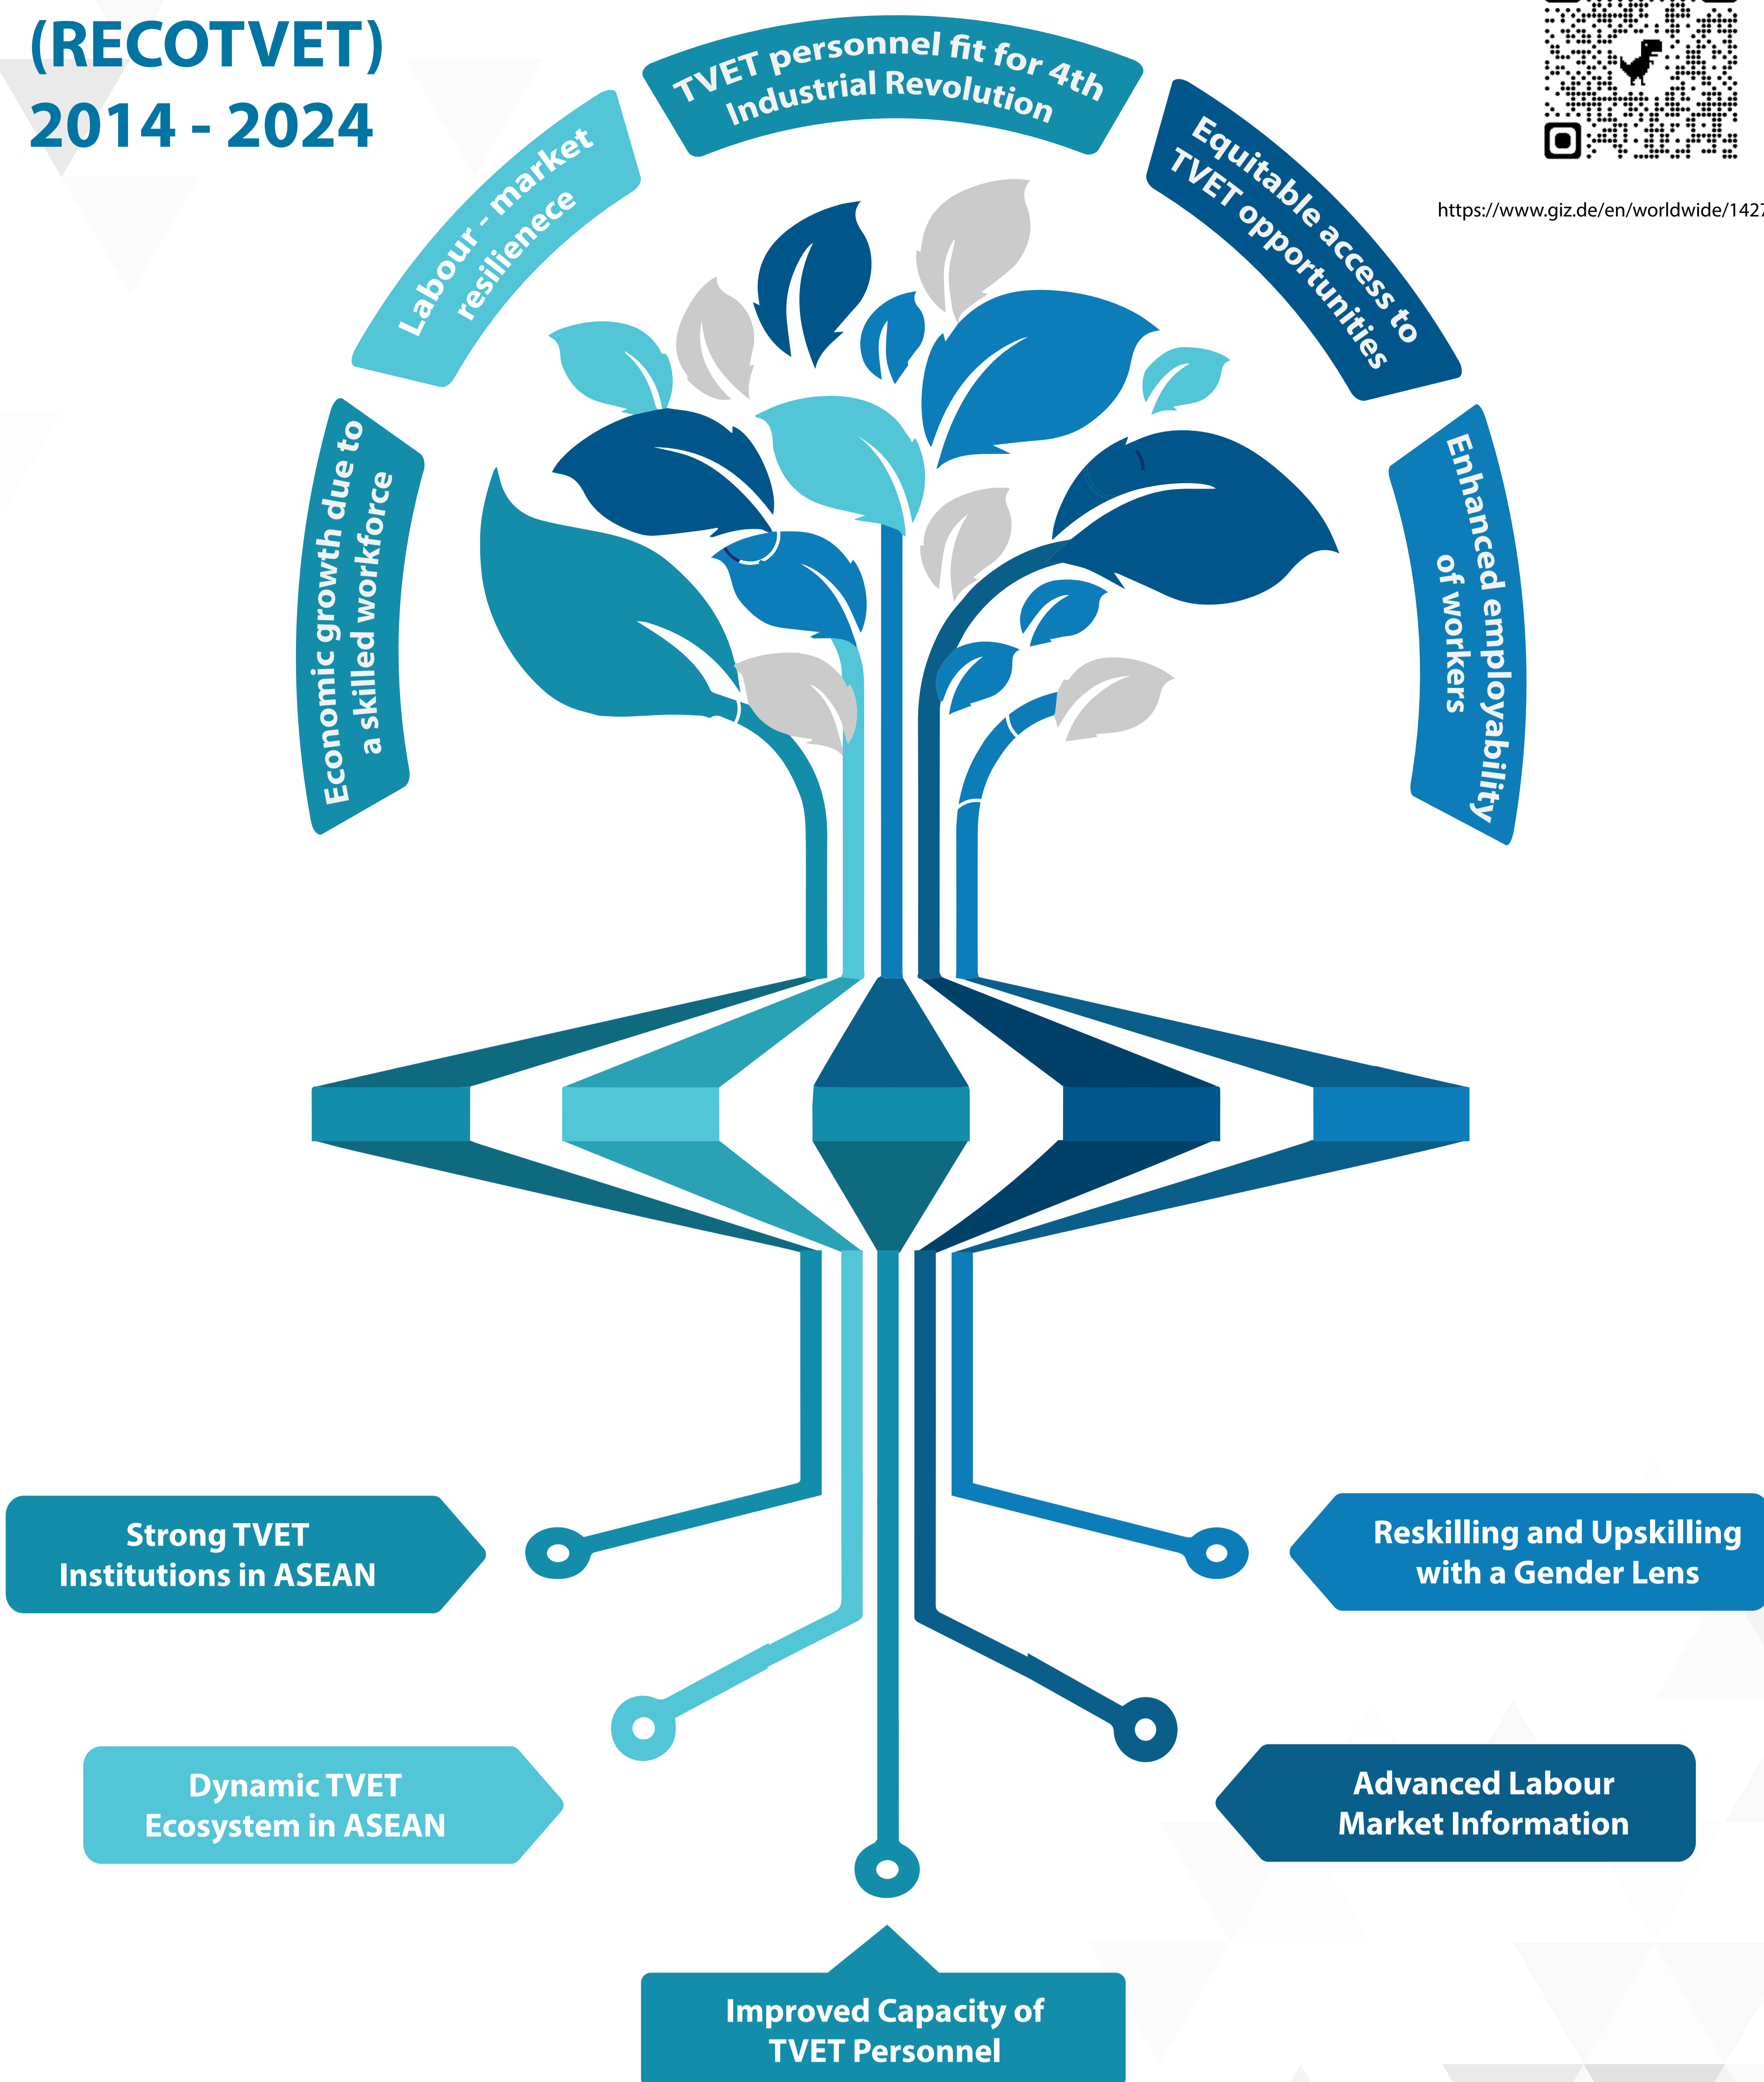 (RECOTVET)
2014 - 2024
https://www.giz.de/en/worldwide/1427
TVET personnel fit for 4th
Industrial Revolution
Labour - market
resilienece
Equitable access to
TVET opportunities
Economic growth due to
a skilled workforce
Enhanced employability
of workers
Strong TVET
Institutions in ASEAN
Reskilling and Upskilling
with a Gender Lens
Dynamic TVET
Ecosystem in ASEAN
Advanced Labour
Market Information
Improved Capacity of
TVET Personnel